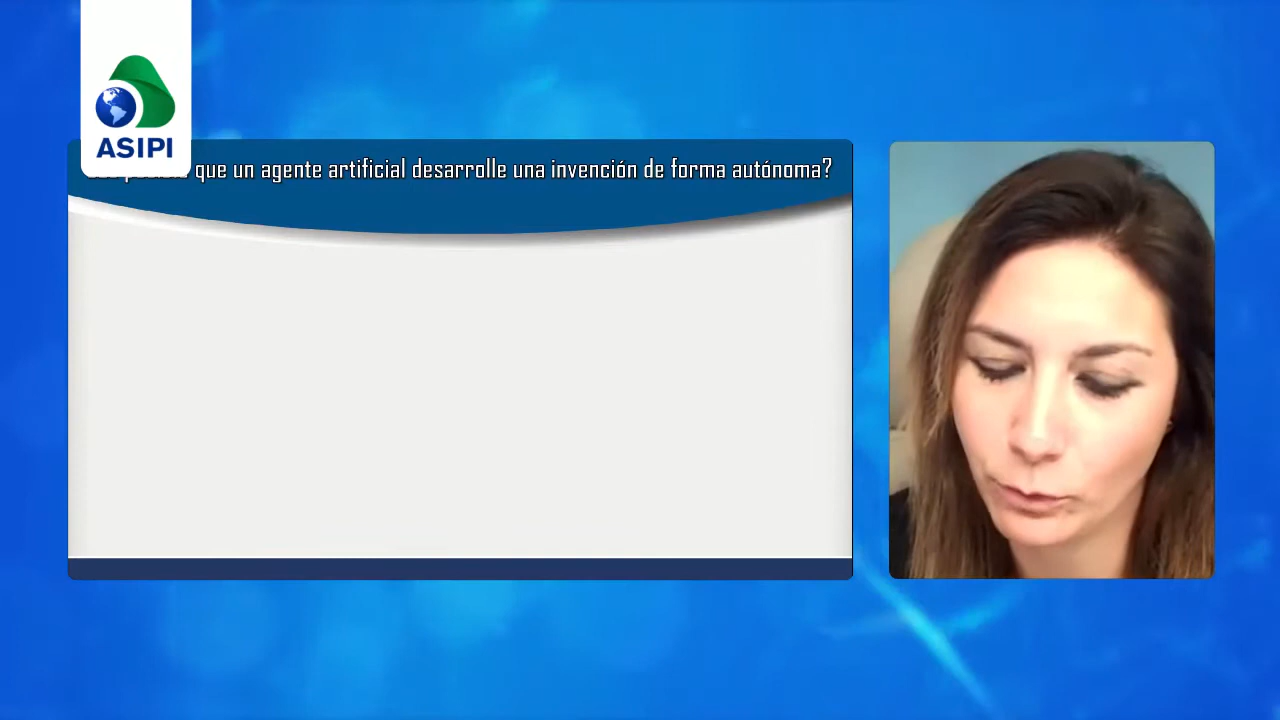 ASIPI
que un agente artificial desarrolle una invención de forma autónoma?